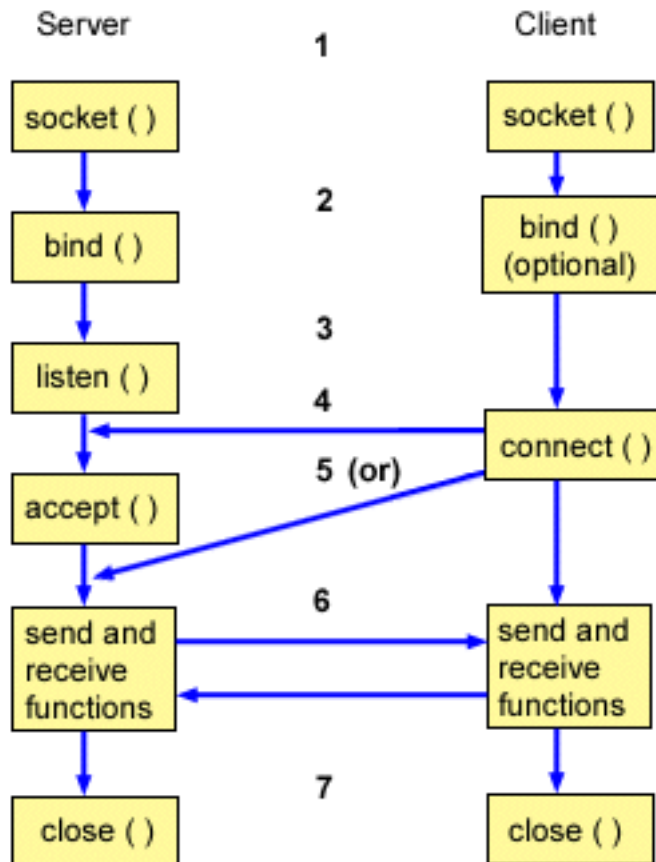 Server
1
Client
socket ( )
socket ( )
2
bind ( )
bind ( )
(optional)
3
listen ( )
4
connect ( )
5 (or)
accept ( )
6
send and
receive
functions
send and
receive
functions
7
close ( )
close ( )